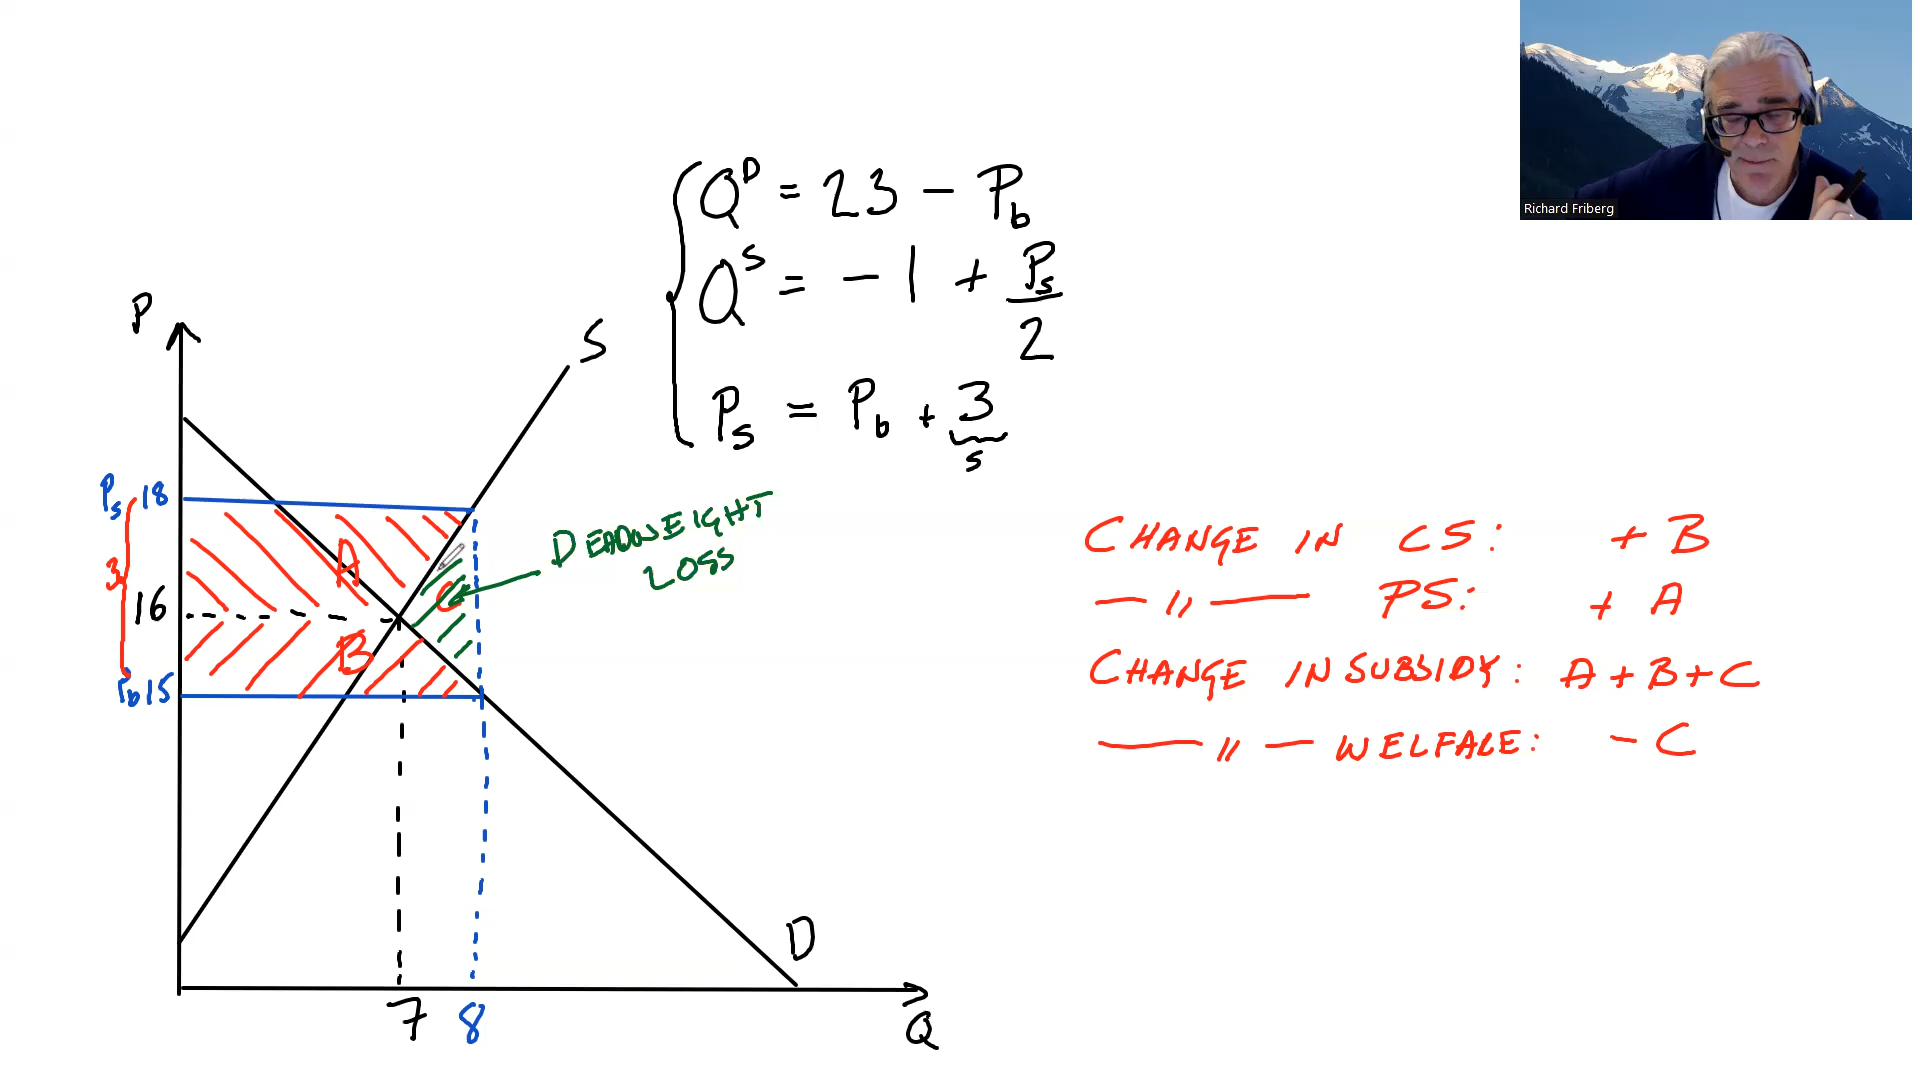 Richard Friberg
Q^D = 23 - P_b
Q^S = -1 + P_s/2
P_s = P_b + 3
s
P
S
P_s 18
A
DEADWEIGHT
LOSS
3
C
16
B
P_b 15
D
7
8
Q
CHANGE IN CS: + B
— " — PS: + A
CHANGE IN SUBSIDY: A+B+C
— " — WELFARE: - C